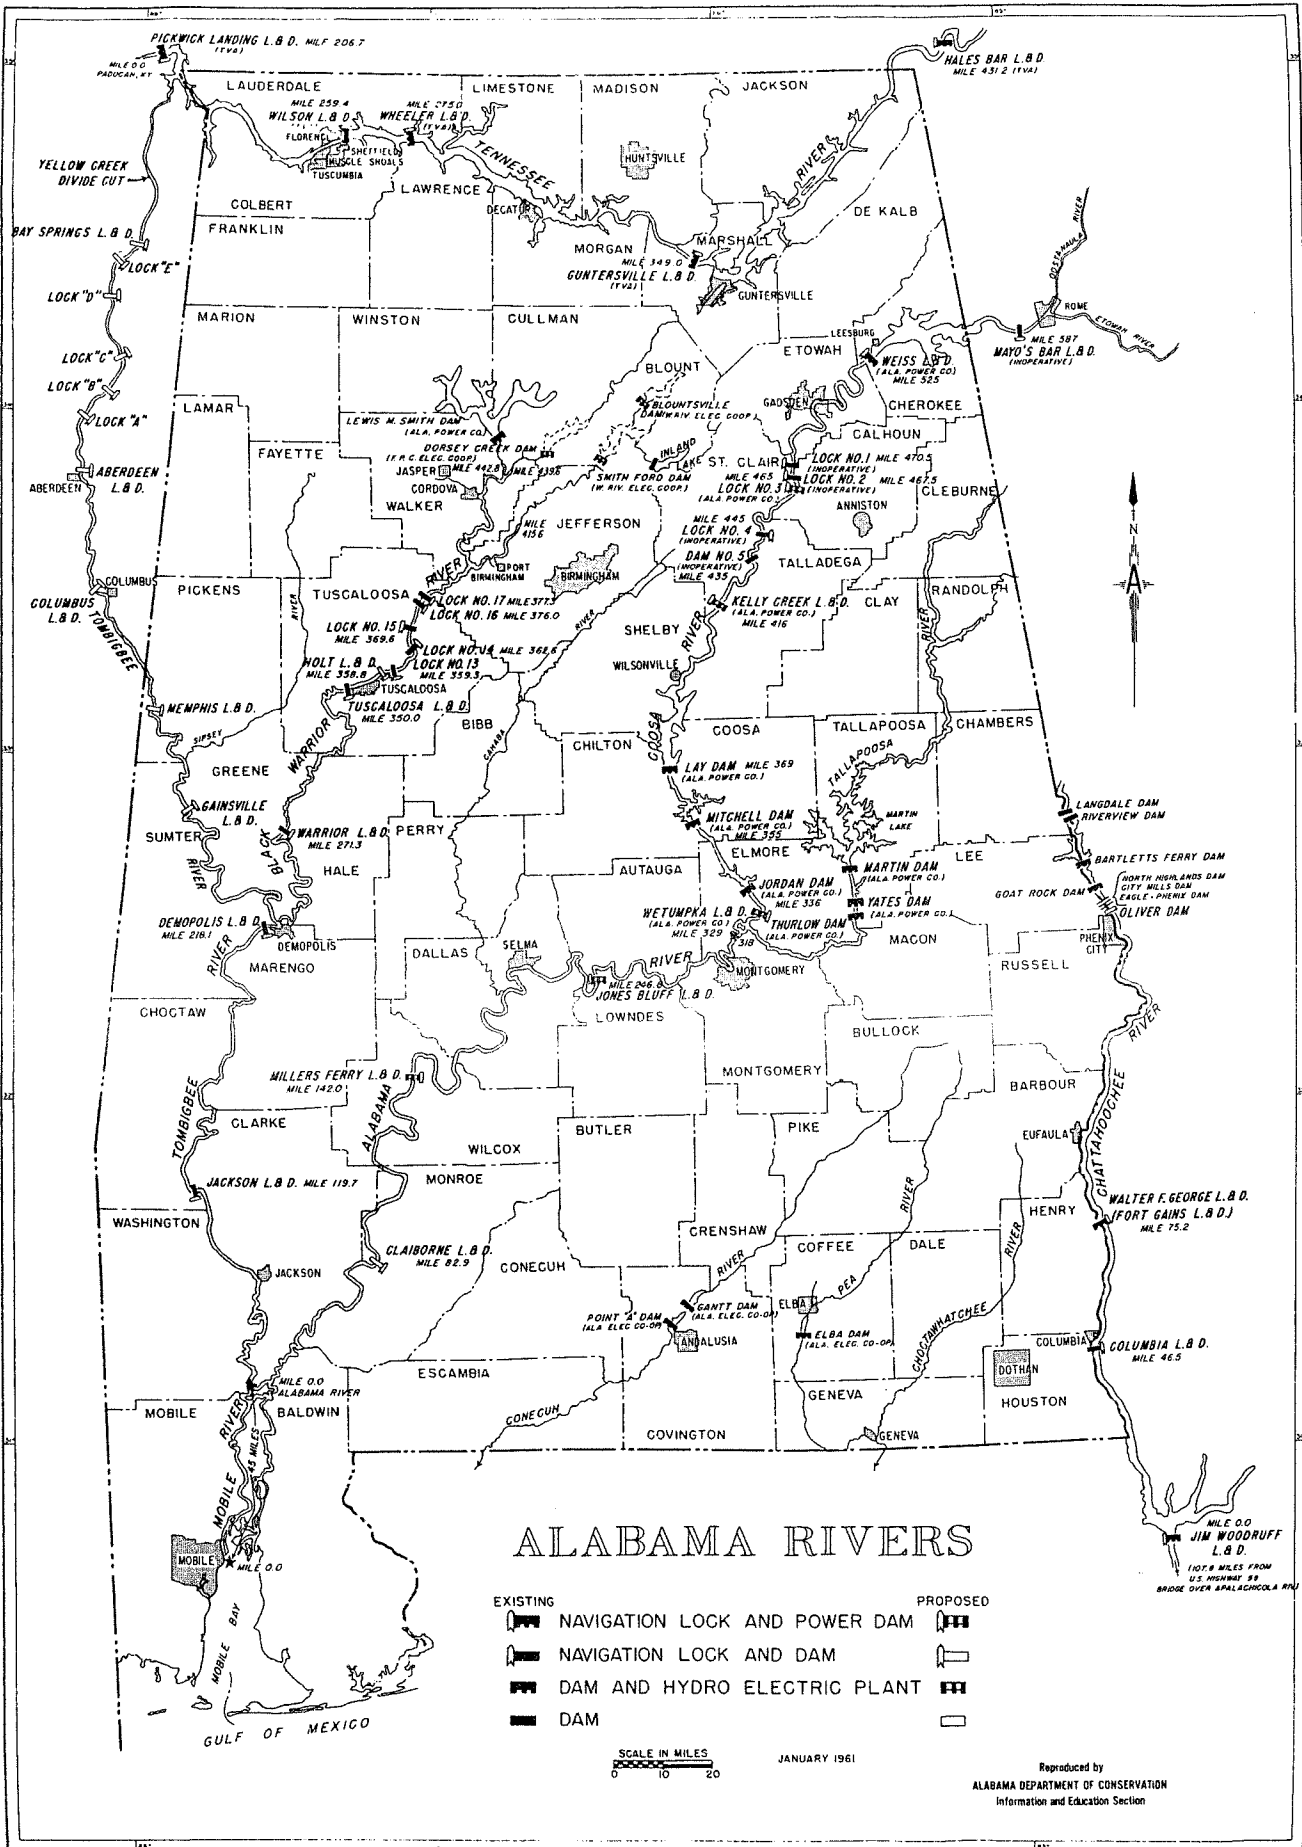 PICKWICK LANDING L. & D. MILE 206.7
(TVA)
MILE 0.0
PADUCAH, KY
HALES BAR L. & D.
MILE 431.2 (TVA)
LAUDERDALE
LIMESTONE
MADISON
JACKSON
MILE 259.4
WILSON L. & D.
MILE 275.0
WHEELER L. & D.
(TVA)
FLORENCE
SHEFFIELD
MUSCLE SHOALS
TUSCUMBIA
TENNESSEE
RIVER
HUNTSVILLE
YELLOW CREEK
DIVIDE CUT
LAWRENCE
COLBERT
FRANKLIN
DECATUR
DE KALB
MORGAN
MARSHALL
MILE 349.0
GUNTERSVILLE L. & D.
(TVA)
GUNTERSVILLE
OOSTANAULA RIVER
ROME
ETOWAH RIVER
BAY SPRINGS L. & D.
LOCK "E"
LOCK "D"
LOCK "C"
LOCK "B"
LOCK "A"
MARION
WINSTON
CULLMAN
LEESBURG
ETOWAH
WEISS L. & D.
(ALA. POWER CO.)
MILE 525
MILE 587
MAYO'S BAR L. & D.
(INOPERATIVE)
BLOUNT
BLOUNTSVILLE
GADSDEN
CHEROKEE
LAMAR
LEWIS M. SMITH DAM
(ALA. POWER CO.)
FAYETTE
DORSEY CREEK DAM
JASPER
MILE 442.8
CORDOVA
WALKER
INLAND
LAKE
SMITH FORD DAM
(W. RIV. ELEC. COOP.)
ST. CLAIR
CALHOUN
LOCK NO. 1 MILE 470.5
(INOPERATIVE)
MILE 465
LOCK NO. 2 MILE 467.5
(INOPERATIVE)
LOCK NO. 3
(ALA. POWER CO.)
CLEBURNE
ANNISTON
ABERDEEN
L. & D.
ABERDEEN
MILE
415.6
JEFFERSON
MILE 445
LOCK NO. 4
(INOPERATIVE)
DAM NO. 5
(INOPERATIVE)
MILE 435
TALLADEGA
PORT
BIRMINGHAM
BIRMINGHAM
RIVER
COLUMBUS
COLUMBUS
L. & D.
PICKENS
TUSCALOOSA
RIVER
LOCK NO. 17 MILE 377.3
LOCK NO. 16 MILE 376.0
LOCK NO. 15
MILE 369.6
LOCK NO. 14 MILE 362.6
LOCK NO. 13
MILE 359.3
HOLT L. & D.
MILE 358.8
TUSCALOOSA
TUSCALOOSA L. & D.
MILE 350.0
RIVER
KELLY CREEK L. & D.
(ALA. POWER CO.)
MILE 416
CLAY
RANDOLPH
SHELBY
RIVER
RIVER
WILSONVILLE
TOMBIGBEE
MEMPHIS L. & D.
SIPSEY
BIBB
CAHABA
CHILTON
COOSA
COOSA
TALLAPOOSA
CHAMBERS
TALLAPOOSA
GREENE
WARRIOR
LAY DAM MILE 369
(ALA. POWER CO.)
GAINSVILLE
L. & D.
SUMTER
RIVER
BLACK
WARRIOR L. & D.
MILE 271.3
PERRY
HALE
MITCHELL DAM
(ALA. POWER CO.)
MILE 355
ELMORE
MARTIN
LAKE
LANGDALE DAM
RIVERVIEW DAM
LEE
AUTAUGA
MARTIN DAM
(ALA. POWER CO.)
BARTLETTS FERRY DAM
JORDAN DAM
(ALA. POWER CO.)
MILE 336
NORTH HIGHLANDS DAM
CITY MILLS DAM
EAGLE-PHENIX DAM
GOAT ROCK DAM
OLIVER DAM
YATES DAM
(ALA. POWER CO.)
WETUMPKA L. & D.
(ALA. POWER CO.)
MILE 329
THURLOW DAM
(ALA. POWER CO.)
318
MACON
PHENIX
CITY
DEMOPOLIS L. & D.
MILE 218.1
DEMOPOLIS
RIVER
MARENGO
DALLAS
SELMA
RIVER
MONTGOMERY
RUSSELL
MILE 246.8
JONES BLUFF L. & D.
LOWNDES
CHOCTAW
BULLOCK
RIVER
MILLERS FERRY L. & D.
MILE 142.0
MONTGOMERY
BARBOUR
TOMBIGBEE
CLARKE
ALABAMA
WILCOX
BUTLER
PIKE
EUFAULA
CHATTAHOOCHEE
JACKSON L. & D. MILE 119.7
MONROE
WALTER F. GEORGE L. & D.
(FORT GAINS L. & D.)
MILE 75.2
HENRY
RIVER
RIVER
WASHINGTON
CRENSHAW
COFFEE
DALE
CLAIBORNE L. & D.
MILE 82.9
CONECUH
RIVER
PEA
JACKSON
GANTT DAM
(ALA. ELEC. CO-OP)
POINT "A" DAM
(ALA. ELEC CO-OP)
ANDALUSIA
ELBA
ELBA DAM
(ALA. ELEC. CO-OP)
CHOCTAWHATCHEE
COLUMBIA
COLUMBIA L. & D.
MILE 46.5
DOTHAN
HOUSTON
ESCAMBIA
GENEVA
GENEVA
MILE 0.0
ALABAMA RIVER
MOBILE
BALDWIN
CONECUH
COVINGTON
RIVER
MOBILE
45 MILES
MOBILE
MILE 0.0
MOBILE BAY
GULF OF MEXICO
MILE 0.0
JIM WOODRUFF
L. & D.
(107.6 MILES FROM
U.S. HIGHWAY 98
BRIDGE OVER APALACHICOLA
N
A
ALABAMA RIVERS
EXISTING
PROPOSED
NAVIGATION LOCK AND POWER DAM
NAVIGATION LOCK AND DAM
DAM AND HYDRO ELECTRIC PLANT
DAM
SCALE IN MILES
0 10 20
JANUARY 1961
Reproduced by
ALABAMA DEPARTMENT OF CONSERVATION
Information and Education Section